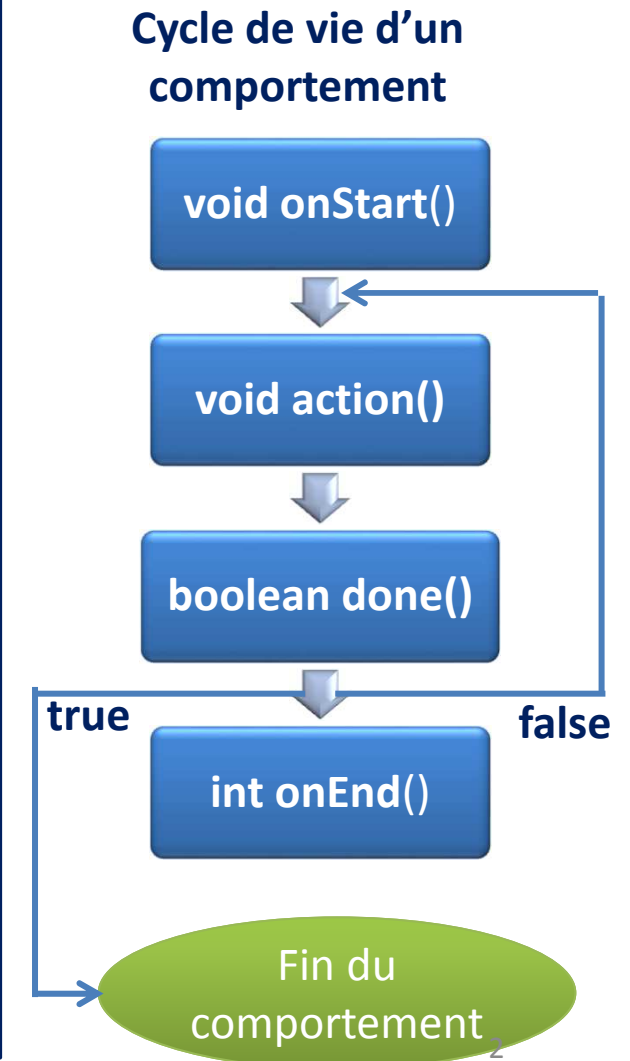 Cycle de vie d’un
comportement
void onStart()
void action()
boolean done()
true
false
int onEnd()
Fin du
comportement
2